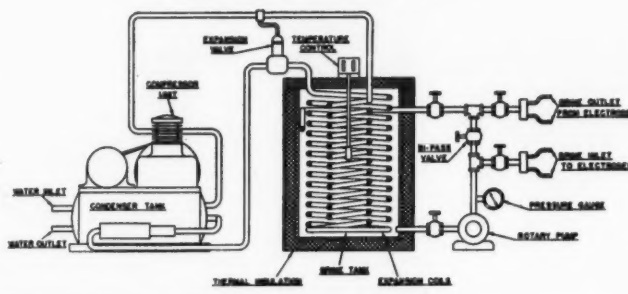 EXPANSION
VALVE
TEMPERATURE
CONTROL
COMPRESSOR
UNIT
BRINE OUTLET
FROM ELECTRODE
BI-PASS
VALVE
BRINE INLET
TO ELECTRODE
WATER INLET
CONDENSER TANK
PRESSURE GAUGE
WATER OUTLET
ROTARY PUMP
THERMAL INSULATION
BRINE TANK
EXPANSION COILS